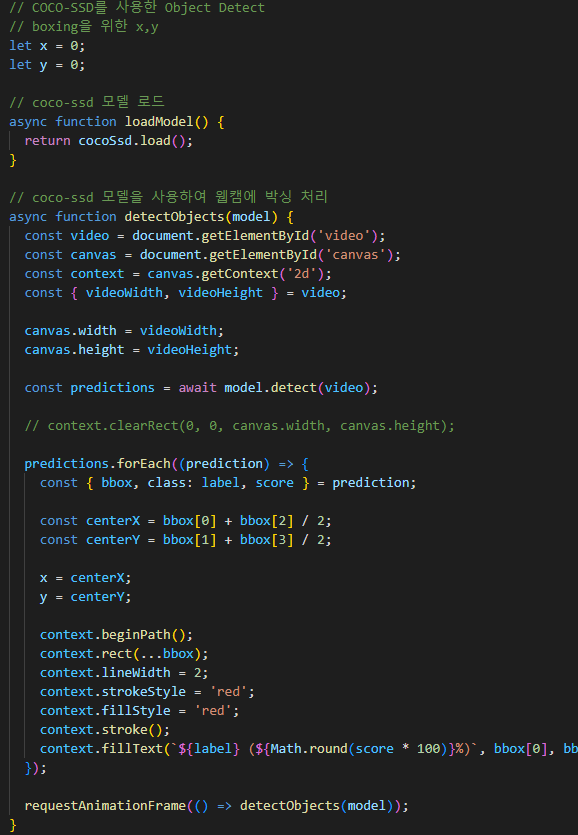 // COCO-SSD를 사용한 Object Detect
// boxing을 위한 x,y
let x = 0;
let y = 0;

// coco-ssd 모델 로드
async function loadModel() {
  return cocoSsd.load();
}

// coco-ssd 모델을 사용하여 웹캠에 박싱 처리
async function detectObjects(model) {
  const video = document.getElementById('video');
  const canvas = document.getElementById('canvas');
  const context = canvas.getContext('2d');
  const { videoWidth, videoHeight } = video;

  canvas.width = videoWidth;
  canvas.height = videoHeight;

  const predictions = await model.detect(video);

  // context.clearRect(0, 0, canvas.width, canvas.height);

  predictions.forEach((prediction) => {
    const { bbox, class: label, score } = prediction;

    const centerX = bbox[0] + bbox[2] / 2;
    const centerY = bbox[1] + bbox[3] / 2;

    x = centerX;
    y = centerY;

    context.beginPath();
    context.rect(...bbox);
    context.lineWidth = 2;
    context.strokeStyle = 'red';
    context.fillStyle = 'red';
    context.stroke();
    context.fillText(`${label} (${Math.round(score * 100)}%)`, bbox[0], bb
  });

  requestAnimationFrame(() => detectObjects(model));
}